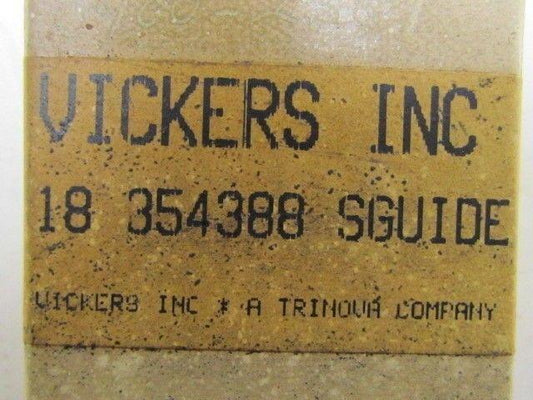 VICKERS INC
18 354388 SGUIDE
VICKERS INC * A TRINOVA COMPANY